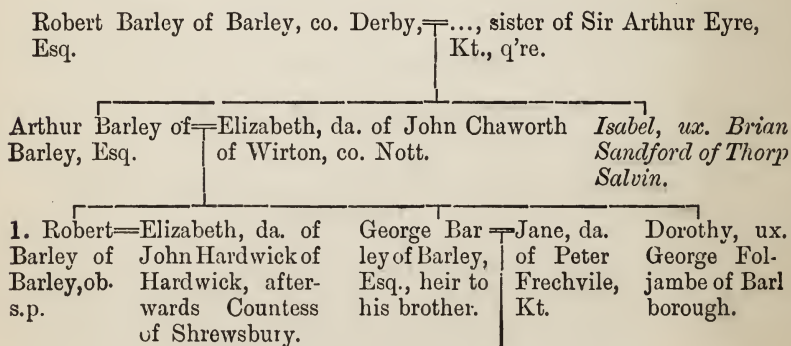 Robert Barley of Barley, co. Derby,=..., sister of Sir Arthur Eyre,
Esq. Kt., q're.
Arthur Barley of=Elizabeth, da. of John Chaworth Isabel, ux. Brian
Barley, Esq. of Wirton, co. Nott. Sandford of Thorp
Salvin.
1. Robert=Elizabeth, da. of George Bar =Jane, da. Dorothy, ux.
Barley of John Hardwick of ley of Barley, of Peter George Fol-
Barley, ob. Hardwick, after- Esq., heir to Frechvile, jambe of Barl
s.p. wards Countess his brother. Kt. borough.
of Shrewsbury.